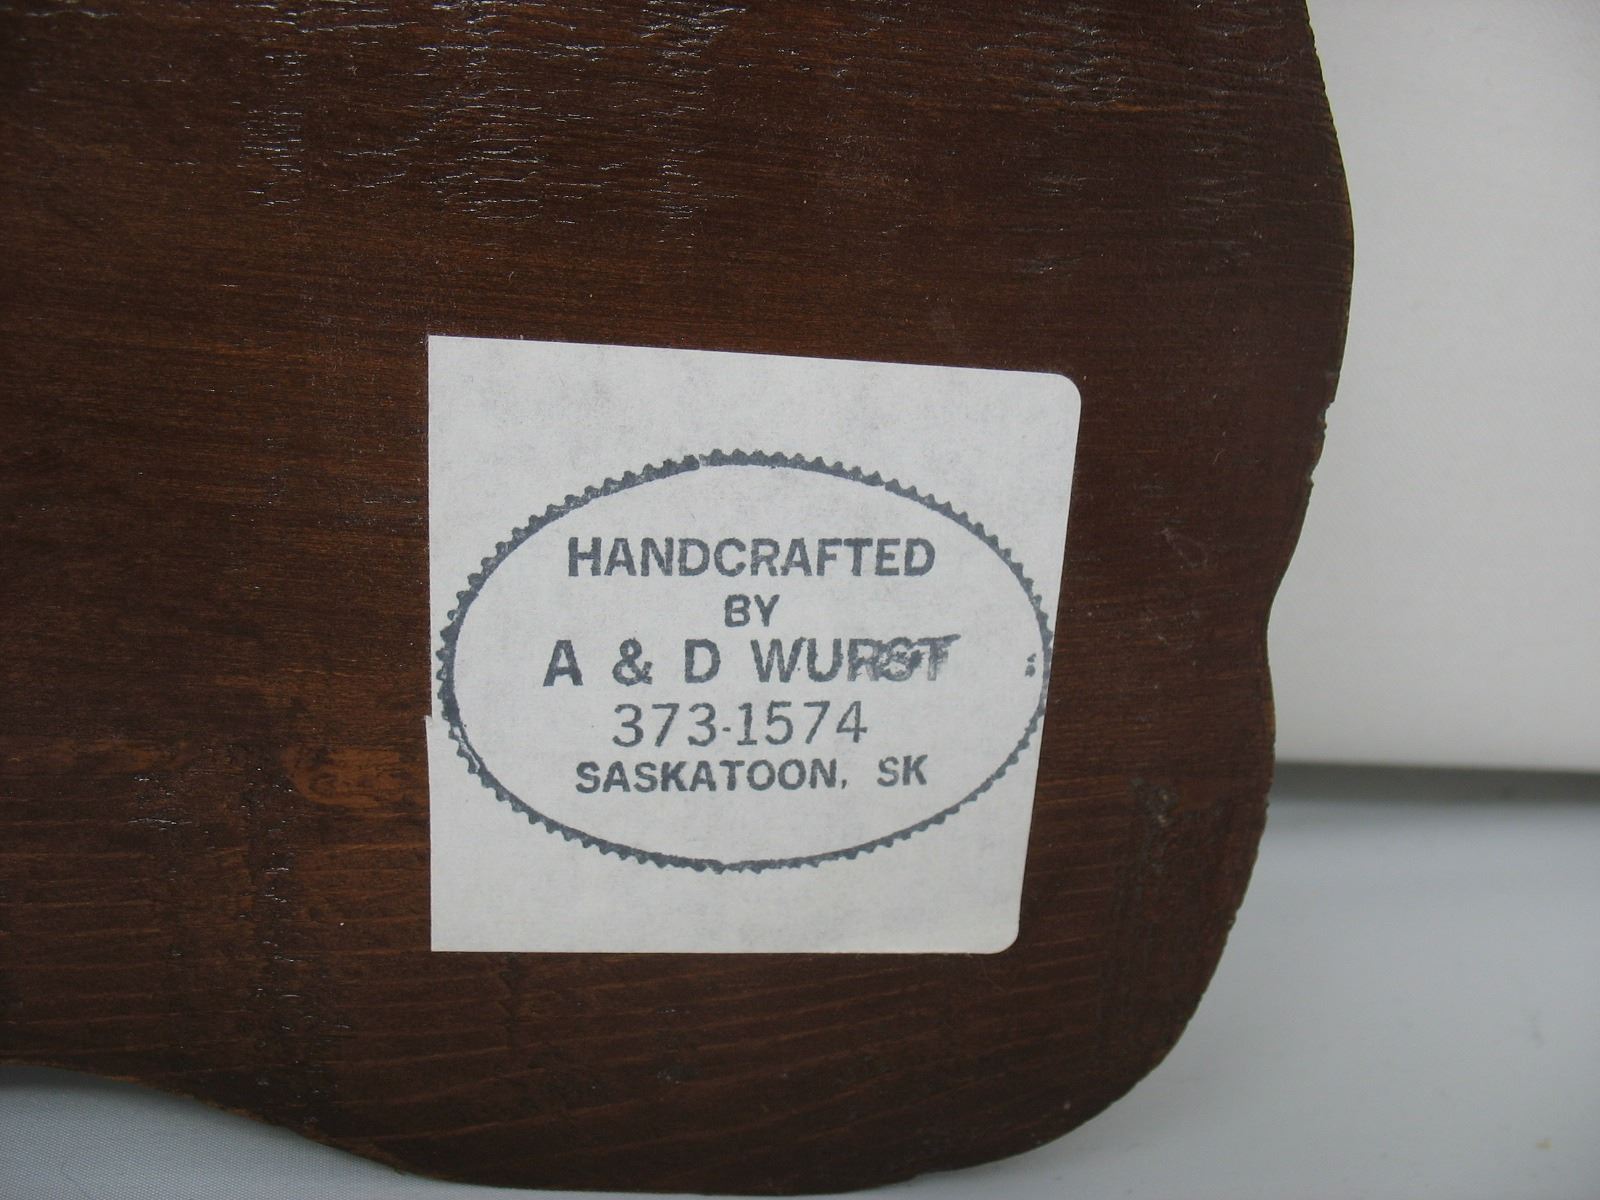 HANDCRAFTED
BY
A & D WURST
373-1574
SASKATOON, SK